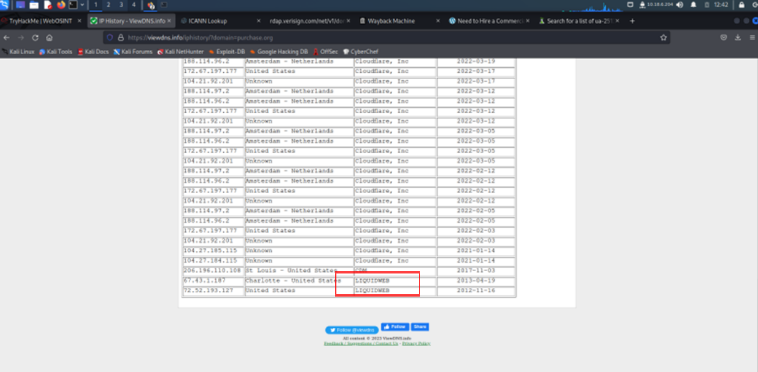 1 2 3 4
12:42
TryHackMe | WebOSINT
IP History - ViewDNS.info
ICANN Lookup
rdap.verisign.com/net/v1/do
Wayback Machine
Need to Hire a Commerc
Search for a list of ua-251
https://viewdns.info/iphistory/?domain=purchase.org
Kali Linux Kali Tools Kali Docs Kali Forums Kali NetHunter Exploit-DB Google Hacking DB OffSec CyberChef
188.114.96.2 Amsterdam - Netherlands Cloudflare, Inc 2022-03-19
172.67.197.177 United States Cloudflare, Inc 2022-03-17
104.21.92.201 Unknown Cloudflare, Inc 2022-03-17
188.114.96.2 Amsterdam - Netherlands Cloudflare, Inc 2022-03-12
188.114.97.2 Amsterdam - Netherlands Cloudflare, Inc 2022-03-12
172.67.197.177 United States Cloudflare, Inc 2022-03-12
104.21.92.201 Unknown Cloudflare, Inc 2022-03-12
188.114.97.2 Amsterdam - Netherlands Cloudflare, Inc 2022-03-05
188.114.96.2 Amsterdam - Netherlands Cloudflare, Inc 2022-03-05
172.67.197.177 United States Cloudflare, Inc 2022-03-05
104.21.92.201 Unknown Cloudflare, Inc 2022-03-05
188.114.97.2 Amsterdam - Netherlands Cloudflare, Inc 2022-02-12
188.114.96.2 Amsterdam - Netherlands Cloudflare, Inc 2022-02-12
172.67.197.177 United States Cloudflare, Inc 2022-02-12
104.21.92.201 Unknown Cloudflare, Inc 2022-02-12
188.114.97.2 Amsterdam - Netherlands Cloudflare, Inc 2022-02-05
188.114.96.2 Amsterdam - Netherlands Cloudflare, Inc 2022-02-05
172.67.197.177 United States Cloudflare, Inc 2022-02-03
104.21.92.201 Unknown Cloudflare, Inc 2022-02-03
104.27.185.115 Unknown Cloudflare, Inc 2021-01-14
104.27.184.115 Unknown Cloudflare, Inc 2021-01-14
206.196.110.108 St Louis - United States 2017-11-03
67.43.1.187 Charlotte - United States LIQUIDWEB 2013-04-19
72.52.193.127 United States LIQUIDWEB 2012-11-16
Follow @viewdns Follow Share
All content © 2023 ViewDNS.info
Feedback / Suggestions / Contact Us - Privacy Policy